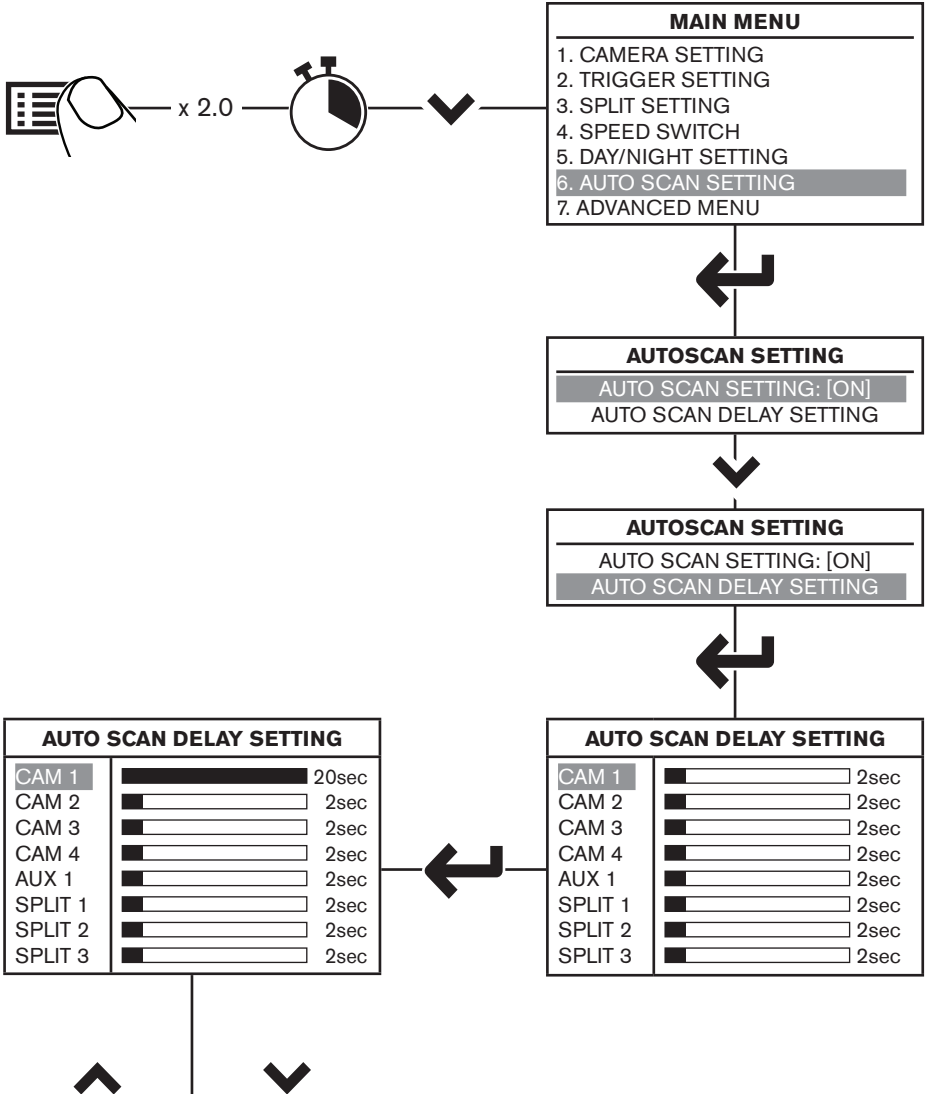 x 2.0
MAIN MENU
1. CAMERA SETTING
2. TRIGGER SETTING
3. SPLIT SETTING
4. SPEED SWITCH
5. DAY/NIGHT SETTING
6. AUTO SCAN SETTING
7. ADVANCED MENU
AUTOSCAN SETTING
AUTO SCAN SETTING: [ON]
AUTO SCAN DELAY SETTING
AUTOSCAN SETTING
AUTO SCAN SETTING: [ON]
AUTO SCAN DELAY SETTING
AUTO SCAN DELAY SETTING
CAM 1 20sec
CAM 2 2sec
CAM 3 2sec
CAM 4 2sec
AUX 1 2sec
SPLIT 1 2sec
SPLIT 2 2sec
SPLIT 3 2sec
AUTO SCAN DELAY SETTING
CAM 1 2sec
CAM 2 2sec
CAM 3 2sec
CAM 4 2sec
AUX 1 2sec
SPLIT 1 2sec
SPLIT 2 2sec
SPLIT 3 2sec